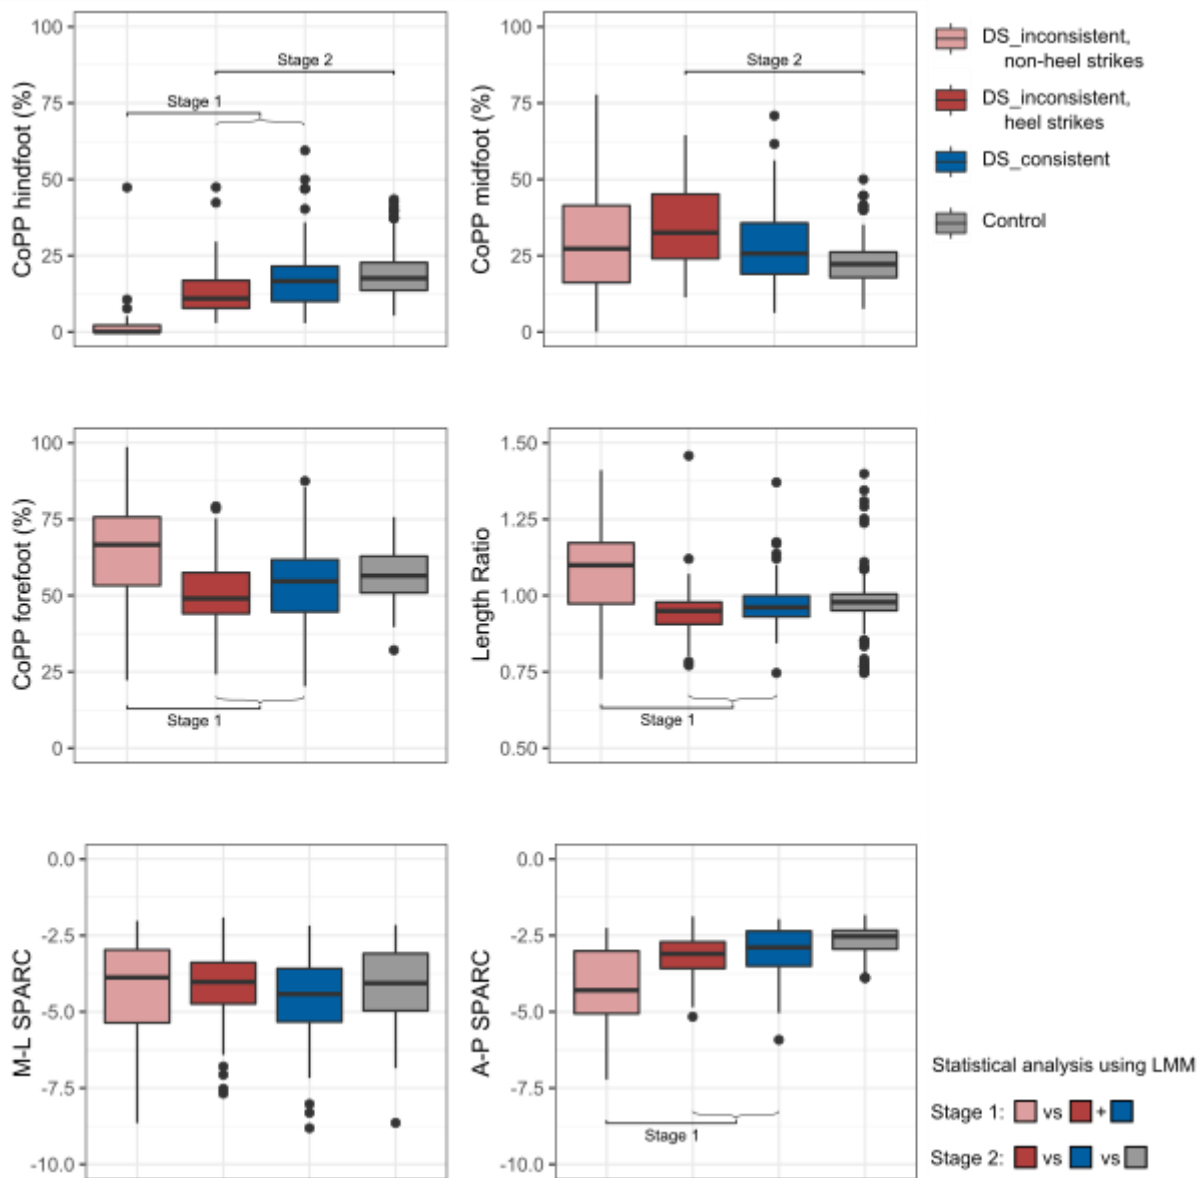 100
75
50
25
0
CoPP hindfoot (%)
Stage 1
Stage 2
100
75
50
25
0
CoPP midfoot (%)
Stage 2
DS_inconsistent,
non-heel strikes
DS_inconsistent,
heel strikes
DS_consistent
Control
100
75
50
25
0
CoPP forefoot (%)
Stage 1
1.50
1.25
1.00
0.75
0.50
Length Ratio
Stage 1
0.0
-2.5
-5.0
-7.5
-10.0
M-L SPARC
0.0
-2.5
-5.0
-7.5
-10.0
A-P SPARC
Stage 1
Statistical analysis using LMM
Stage 1: vs +
Stage 2: vs vs